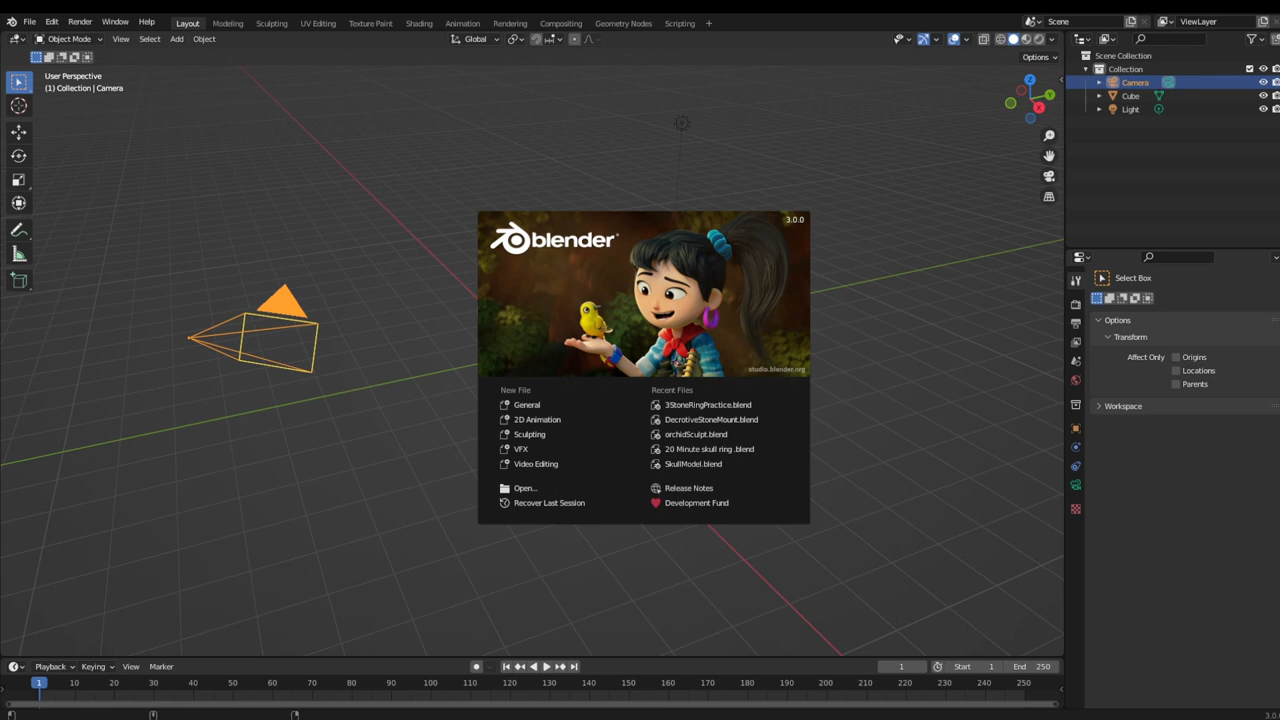 File Edit Render Window Help Layout Modeling Sculpting UV Editing Texture Paint Shading Animation Rendering Compositing Geometry Nodes Scripting + Scene ViewLayer
Object Mode View Select Add Object Global
Options
User Perspective
(1) Collection | Camera
Scene Collection
Collection
Camera
Cube
Light
Z
Y
X
blender
3.0.0
studio.blender.org
New File
General
2D Animation
Sculpting
VFX
Video Editing
Open...
Recover Last Session
Recent Files
3StoneRingPractice.blend
DecrotiveStoneMount.blend
orchidSculpt.blend
20 Minute skull ring .blend
SkullModel.blend
Release Notes
Development Fund
Select Box
Options
Transform
Affect Only Origins
Locations
Parents
Workspace
Playback Keying View Marker 1 Start 1 End 250
1 10 20 30 40 50 60 70 80 90 100 110 120 130 140 150 160 170 180 190 200 210 220 230 240 250